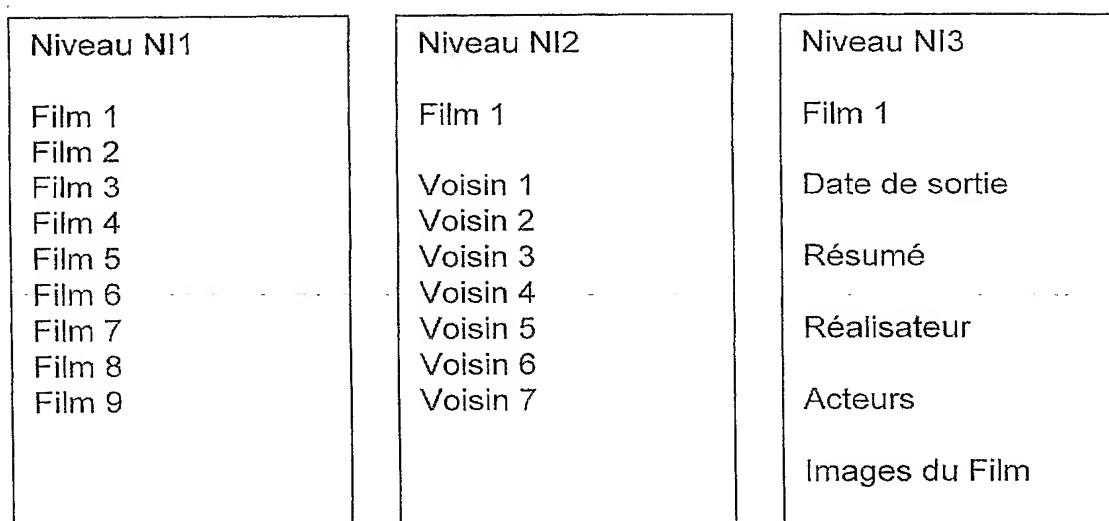 Niveau NI1
Film 1
Film 2
Film 3
Film 4
Film 5
Film 6
Film 7
Film 8
Film 9
Niveau NI2
Film 1
Voisin 1
Voisin 2
Voisin 3
Voisin 4
Voisin 5
Voisin 6
Voisin 7
Niveau NI3
Film 1
Date de sortie
Résumé
Réalisateur
Acteurs
Images du Film